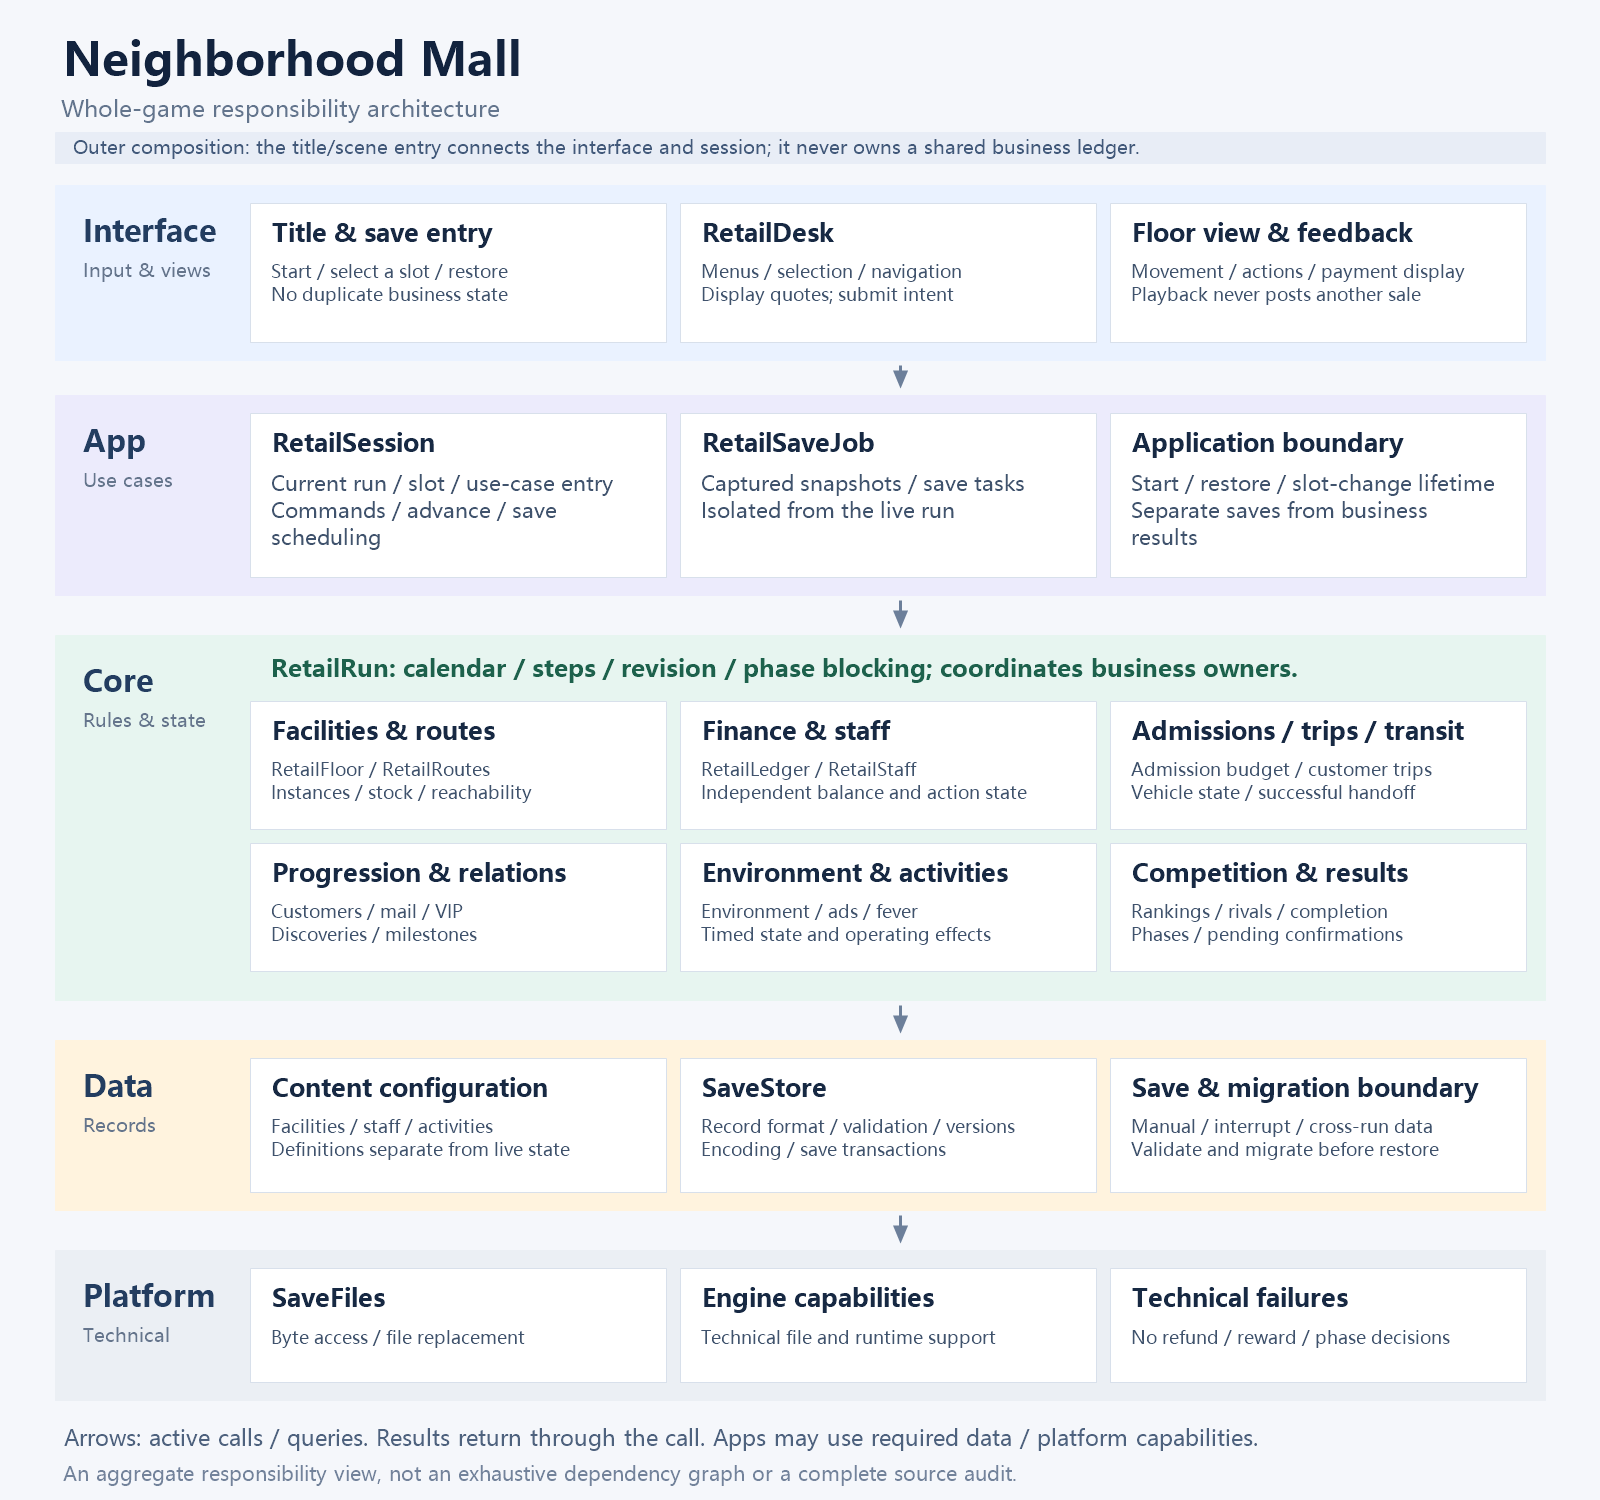 Neighborhood Mall
Whole-game responsibility architecture
Outer composition: the title/scene entry connects the interface and session; it never owns a shared business ledger.
Interface
Input & views
Title & save entry
Start / select a slot / restore
No duplicate business state
RetailDesk
Menus / selection / navigation
Display quotes; submit intent
Floor view & feedback
Movement / actions / payment display
Playback never posts another sale
App
Use cases
RetailSession
Current run / slot / use-case entry
Commands / advance / save
scheduling
RetailSaveJob
Captured snapshots / save tasks
Isolated from the live run
Application boundary
Start / restore / slot-change lifetime
Separate saves from business
results
Core
Rules & state
RetailRun: calendar / steps / revision / phase blocking; coordinates business owners.
Facilities & routes
RetailFloor / RetailRoutes
Instances / stock / reachability
Finance & staff
RetailLedger / RetailStaff
Independent balance and action state
Admissions / trips / transit
Admission budget / customer trips
Vehicle state / successful handoff
Progression & relations
Customers / mail / VIP
Discoveries / milestones
Environment & activities
Environment / ads / fever
Timed state and operating effects
Competition & results
Rankings / rivals / completion
Phases / pending confirmations
Data
Records
Content configuration
Facilities / staff / activities
Definitions separate from live state
SaveStore
Record format / validation / versions
Encoding / save transactions
Save & migration boundary
Manual / interrupt / cross-run data
Validate and migrate before restore
Platform
Technical
SaveFiles
Byte access / file replacement
Engine capabilities
Technical file and runtime support
Technical failures
No refund / reward / phase decisions
Arrows: active calls / queries. Results return through the call. Apps may use required data / platform capabilities.
An aggregate responsibility view, not an exhaustive dependency graph or a complete source audit.